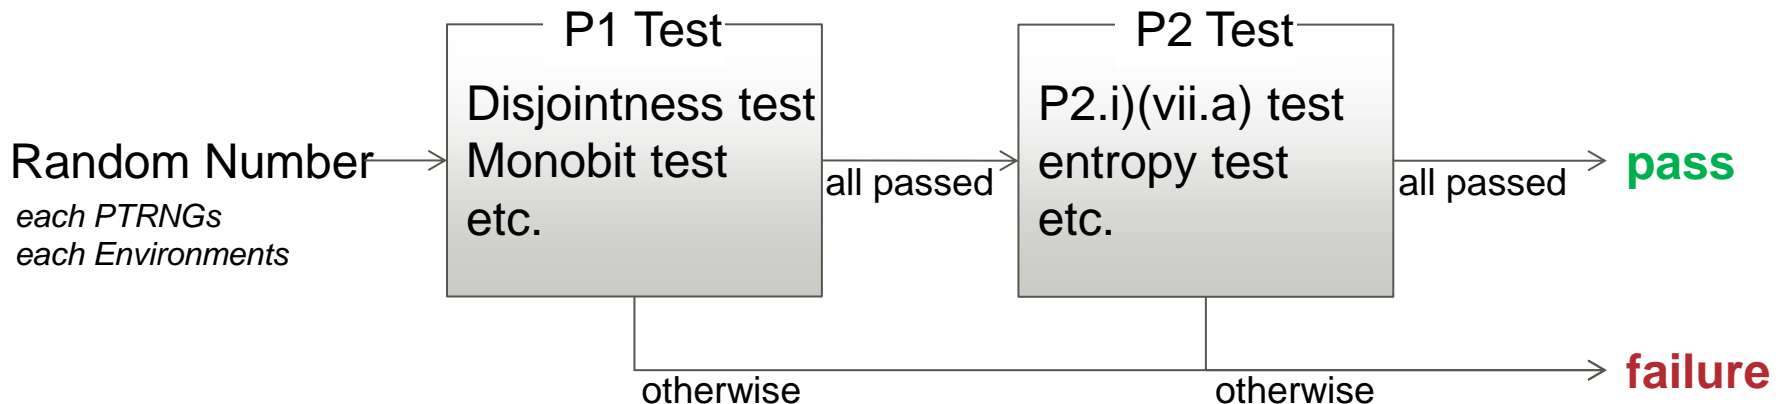 P1 Test
P2 Test
Disjointness test
Monobit test
etc.
P2.i)(vii.a) test
entropy test
etc.
Random Number
each PTRNGs
each Environments
all passed
all passed
pass
otherwise
otherwise
failure